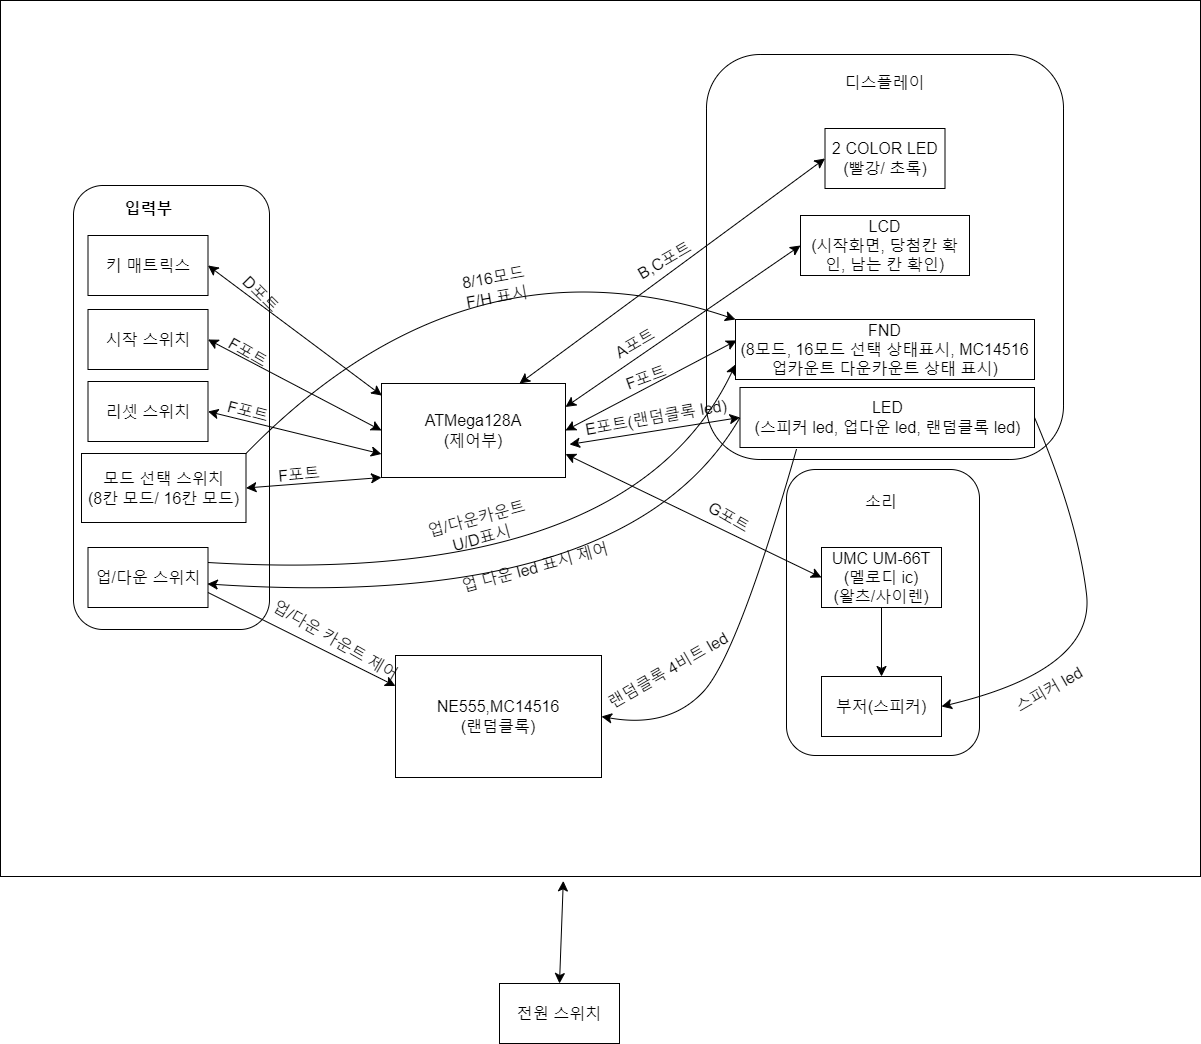 디스플레이
2 COLOR LED
(빨강/ 초록)
LCD
(시작화면, 당첨칸 확
인, 남는 칸 확인)
FND
(8모드, 16모드 선택 상태표시, MC14516
업카운트 다운카운트 상태 표시)
LED
(스피커 led, 업다운 led, 랜덤클록 led)
입력부
키 매트릭스
시작 스위치
리셋 스위치
모드 선택 스위치
(8칸 모드/ 16칸 모드)
업/다운 스위치
D포트
F포트
F포트
F포트
8/16모드
F/H 표시
B,C포트
A포트
F포트
E포트(랜덤클록 led)
G포트
ATMega128A
(제어부)
업/다운카운트
U/D표시
업 다운 led 표시 제어
업/다운 카운트 제어
NE555,MC14516
(랜덤클록)
랜덤클록 4비트 led
소리
UMC UM-66T
(멜로디 ic)
(왈츠/사이렌)
부저(스피커)
스피커 led
전원 스위치